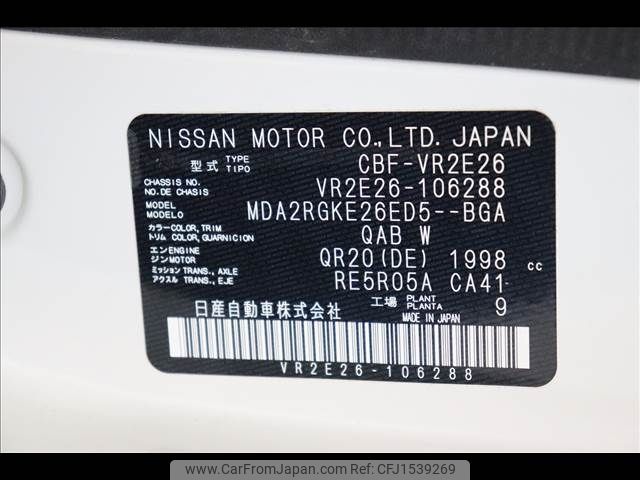 NISSAN MOTOR CO.,LTD. JAPAN
型式 TYPE TIPO CBF-VR2E26
CHASSIS NO. NO.DE CHASIS VR2E26-106288
MODEL MODELO MDA2RGKE26ED5--BGA
カラー COLOR, TRIM トリム COLOR, GUARNICION QAB W
エンジン ENGINE MOTOR QR20(DE) 1998 cc
ミッション TRANS., AXLE アクスル TRANS., EJE RE5R05A CA41
工場 PLANT PLANTA 9
日産自動車株式会社 MADE IN JAPAN
VR2E26-106288
www.CarFromJapan.com - ID CFJ1539269